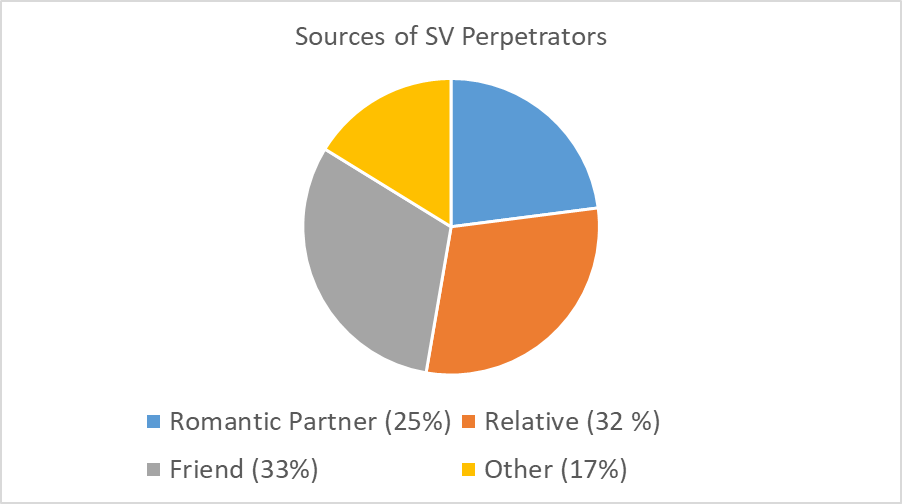 Sources of SV Perpetrators
Romantic Partner (25%) Relative (32 %)
Friend (33%) Other (17%)